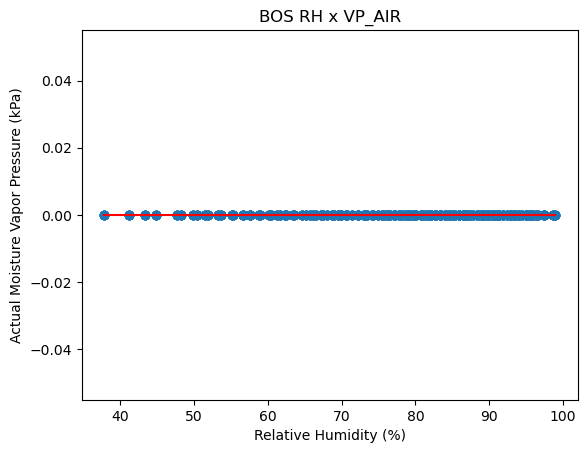 BOS RH x VP_AIR
Actual Moisture Vapor Pressure (kPa)
0.04
0.02
0.00
−0.02
−0.04
40 50 60 70 80 90 100
Relative Humidity (%)